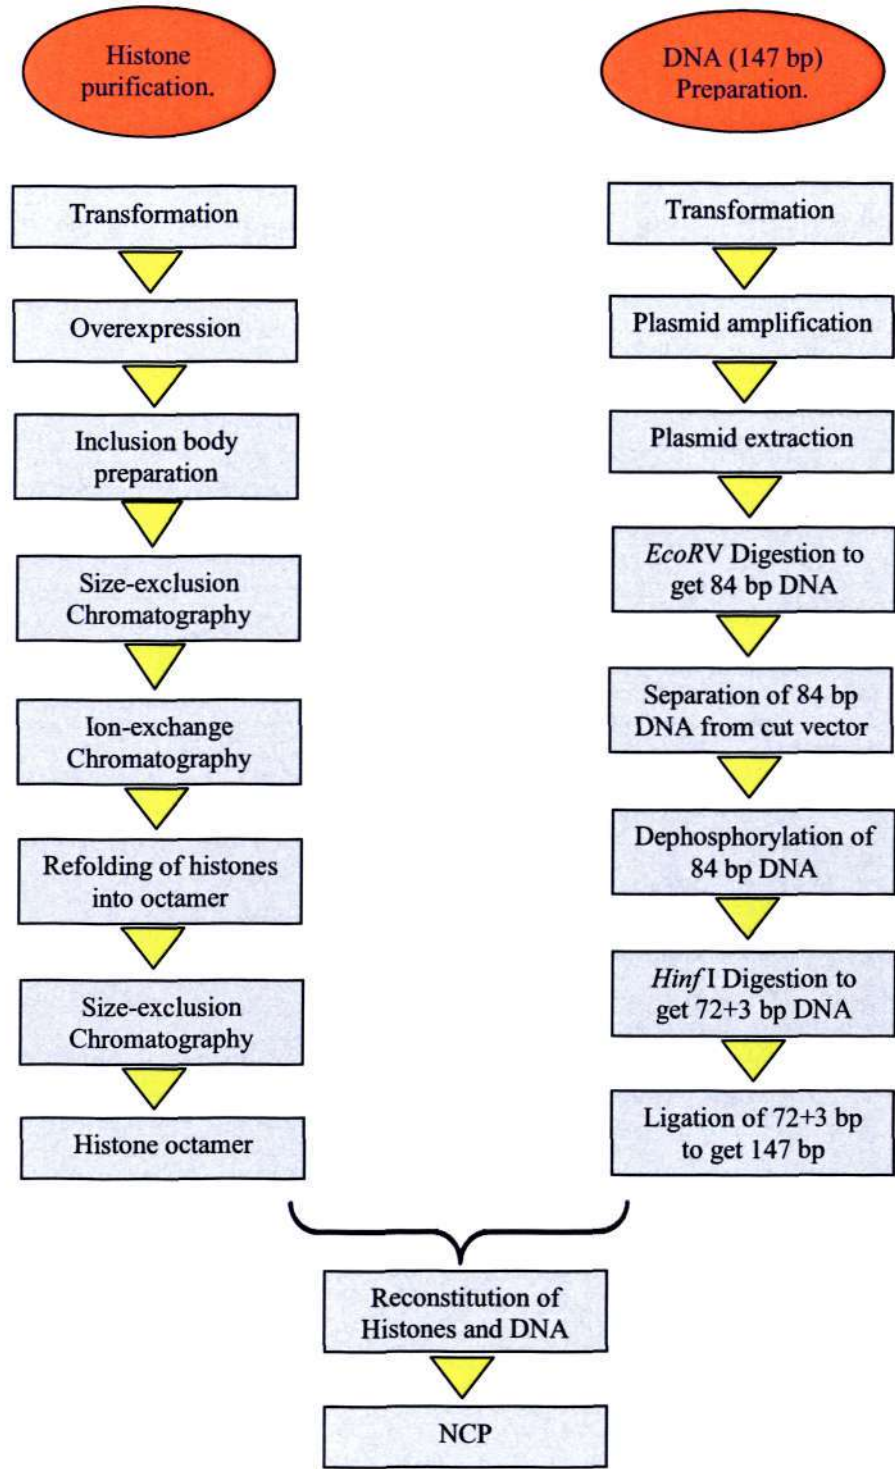 Histone
purification.
Transformation
Overexpression
Inclusion body
preparation
Size-exclusion
Chromatography
Ion-exchange
Chromatography
Refolding of histones
into octamer
Size-exclusion
Chromatography
Histone octamer
DNA (147 bp)
Preparation.
Transformation
Plasmid amplification
Plasmid extraction
EcoRV Digestion to
get 84 bp DNA
Separation of 84 bp
DNA from cut vector
Dephosphorylation of
84 bp DNA
Hinf I Digestion to
get 72+3 bp DNA
Ligation of 72+3 bp
to get 147 bp
Reconstitution of
Histones and DNA
NCP